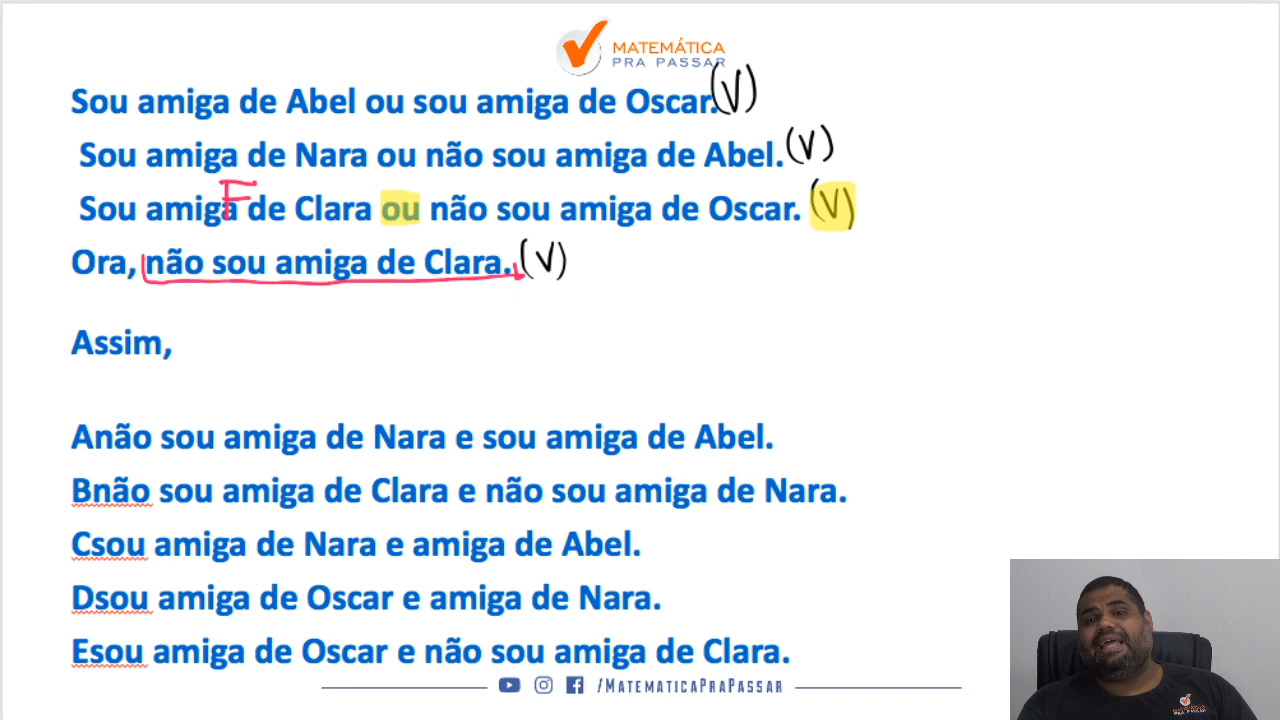 MATEMÁTICA
PRA PASSAR
Sou amiga de Abel ou sou amiga de Oscar. (V)
Sou amiga de Nara ou não sou amiga de Abel. (V)
F
Sou amiga de Clara ou não sou amiga de Oscar. (V)
Ora, não sou amiga de Clara. (V)
Assim,
Anão sou amiga de Nara e sou amiga de Abel.
Bnão sou amiga de Clara e não sou amiga de Nara.
Csou amiga de Nara e amiga de Abel.
Dsou amiga de Oscar e amiga de Nara.
Esou amiga de Oscar e não sou amiga de Clara.
/MATEMATICAPRAPASSAR
MATEMÁTICA
PRA PASSAR